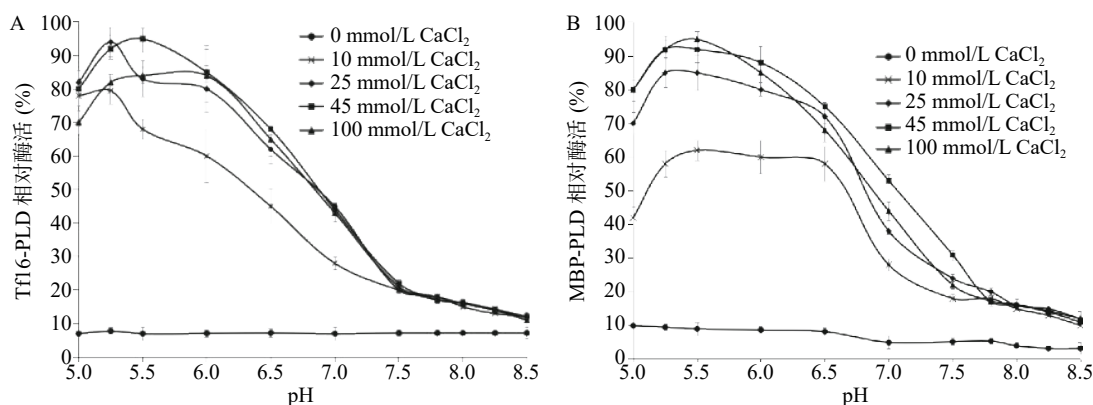 A
Tf16-PLD 相对酶活 (%)
100
90
80
70
60
50
40
30
20
10
0
5.0 5.5 6.0 6.5 7.0 7.5 8.0 8.5
pH
0 mmol/L CaCl₂
10 mmol/L CaCl₂
25 mmol/L CaCl₂
45 mmol/L CaCl₂
100 mmol/L CaCl₂
B
MBP-PLD 相对酶活 (%)
100
90
80
70
60
50
40
30
20
10
0
5.0 5.5 6.0 6.5 7.0 7.5 8.0 8.5
pH
0 mmol/L CaCl₂
10 mmol/L CaCl₂
25 mmol/L CaCl₂
45 mmol/L CaCl₂
100 mmol/L CaCl₂